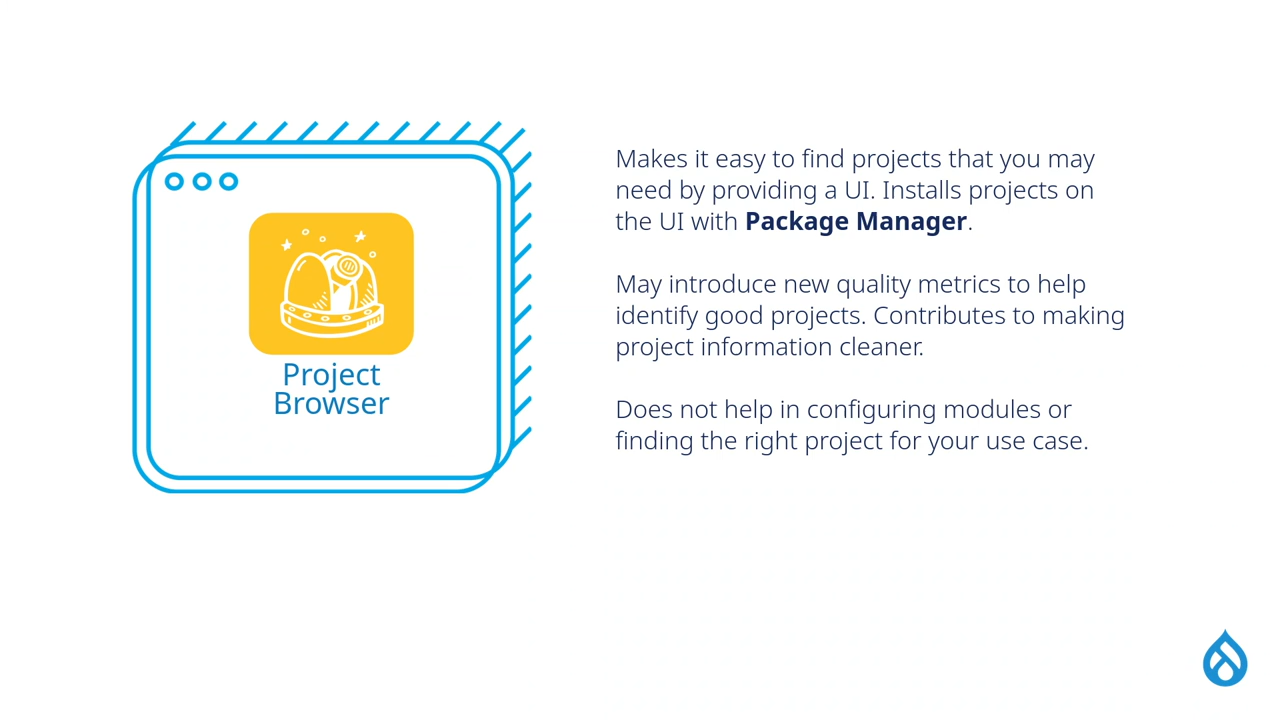 Project
Browser
Makes it easy to find projects that you may
need by providing a UI. Installs projects on
the UI with Package Manager.
May introduce new quality metrics to help
identify good projects. Contributes to making
project information cleaner.
Does not help in configuring modules or
finding the right project for your use case.